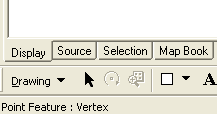 Display Source Selection Map Book
Drawing A
Point Feature : Vertex